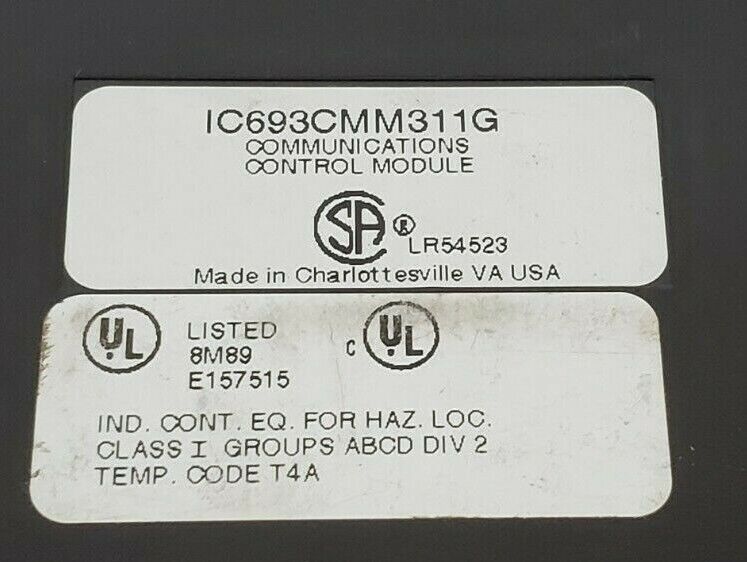 IC693CMM311G
COMMUNICATIONS
CONTROL MODULE
SA ® LR54523
Made in Charlottesville VA USA
UL LISTED c UL
8M89
E157515
IND. CONT. EQ. FOR HAZ. LOC.
CLASS I GROUPS ABCD DIV 2
TEMP. CODE T4A